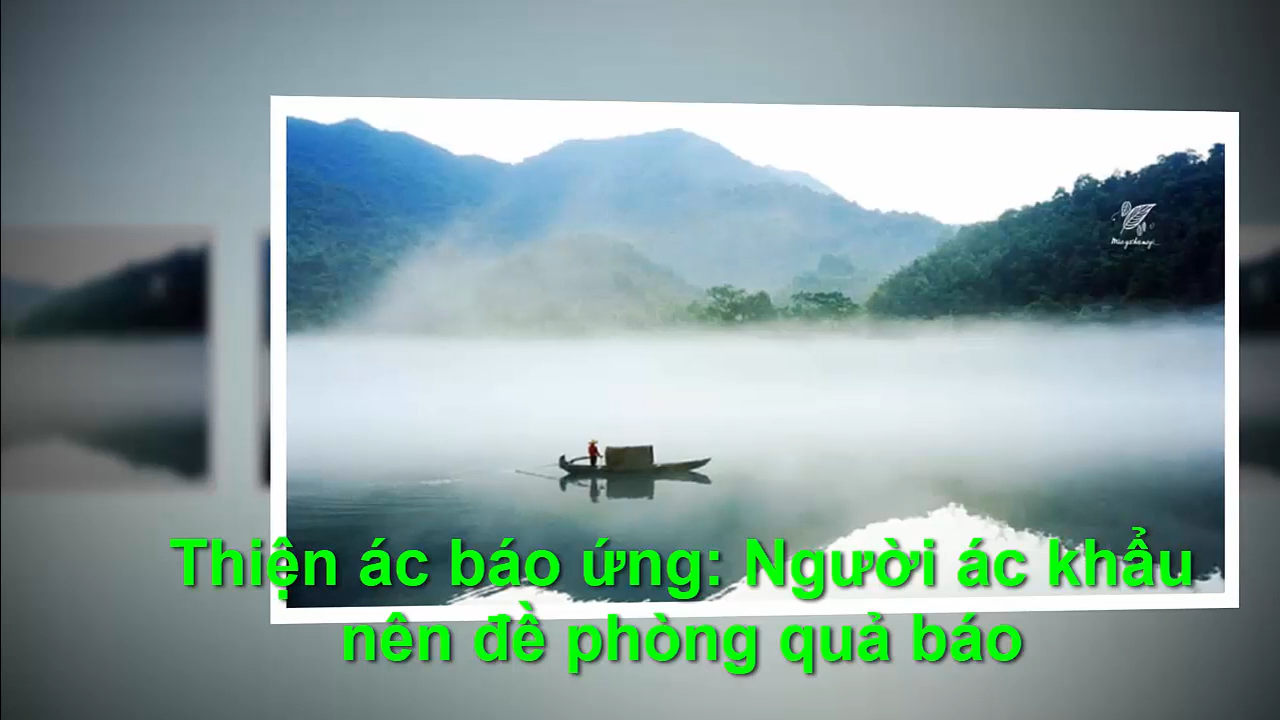 Thiện ác báo ứng: Người ác khẩu
nên đề phòng quả báo